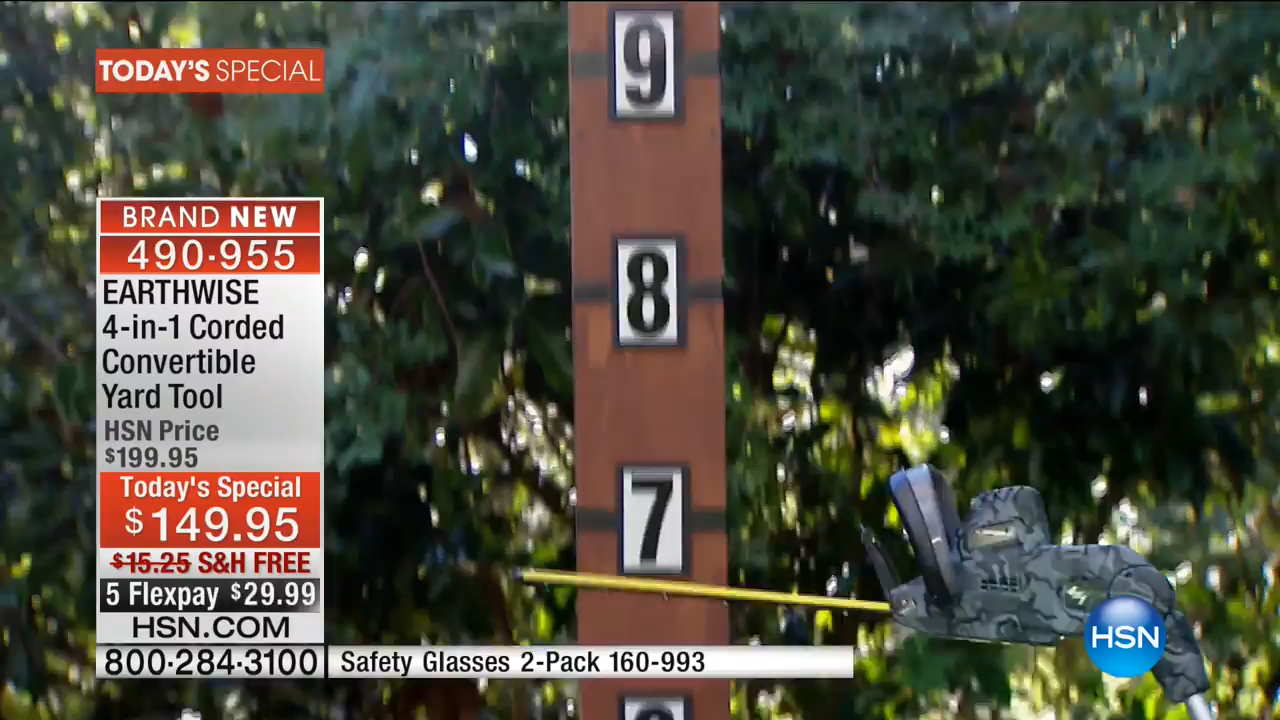 TODAY'S SPECIAL
BRAND NEW
490·955
EARTHWISE
4-in-1 Corded
Convertible
Yard Tool
HSN Price
$199.95
Today's Special
$149.95
$15.25 S&H FREE
5 Flexpay $29.99
HSN.COM
800·284·3100
Safety Glasses 2-Pack 160-993
9
8
7
HSN